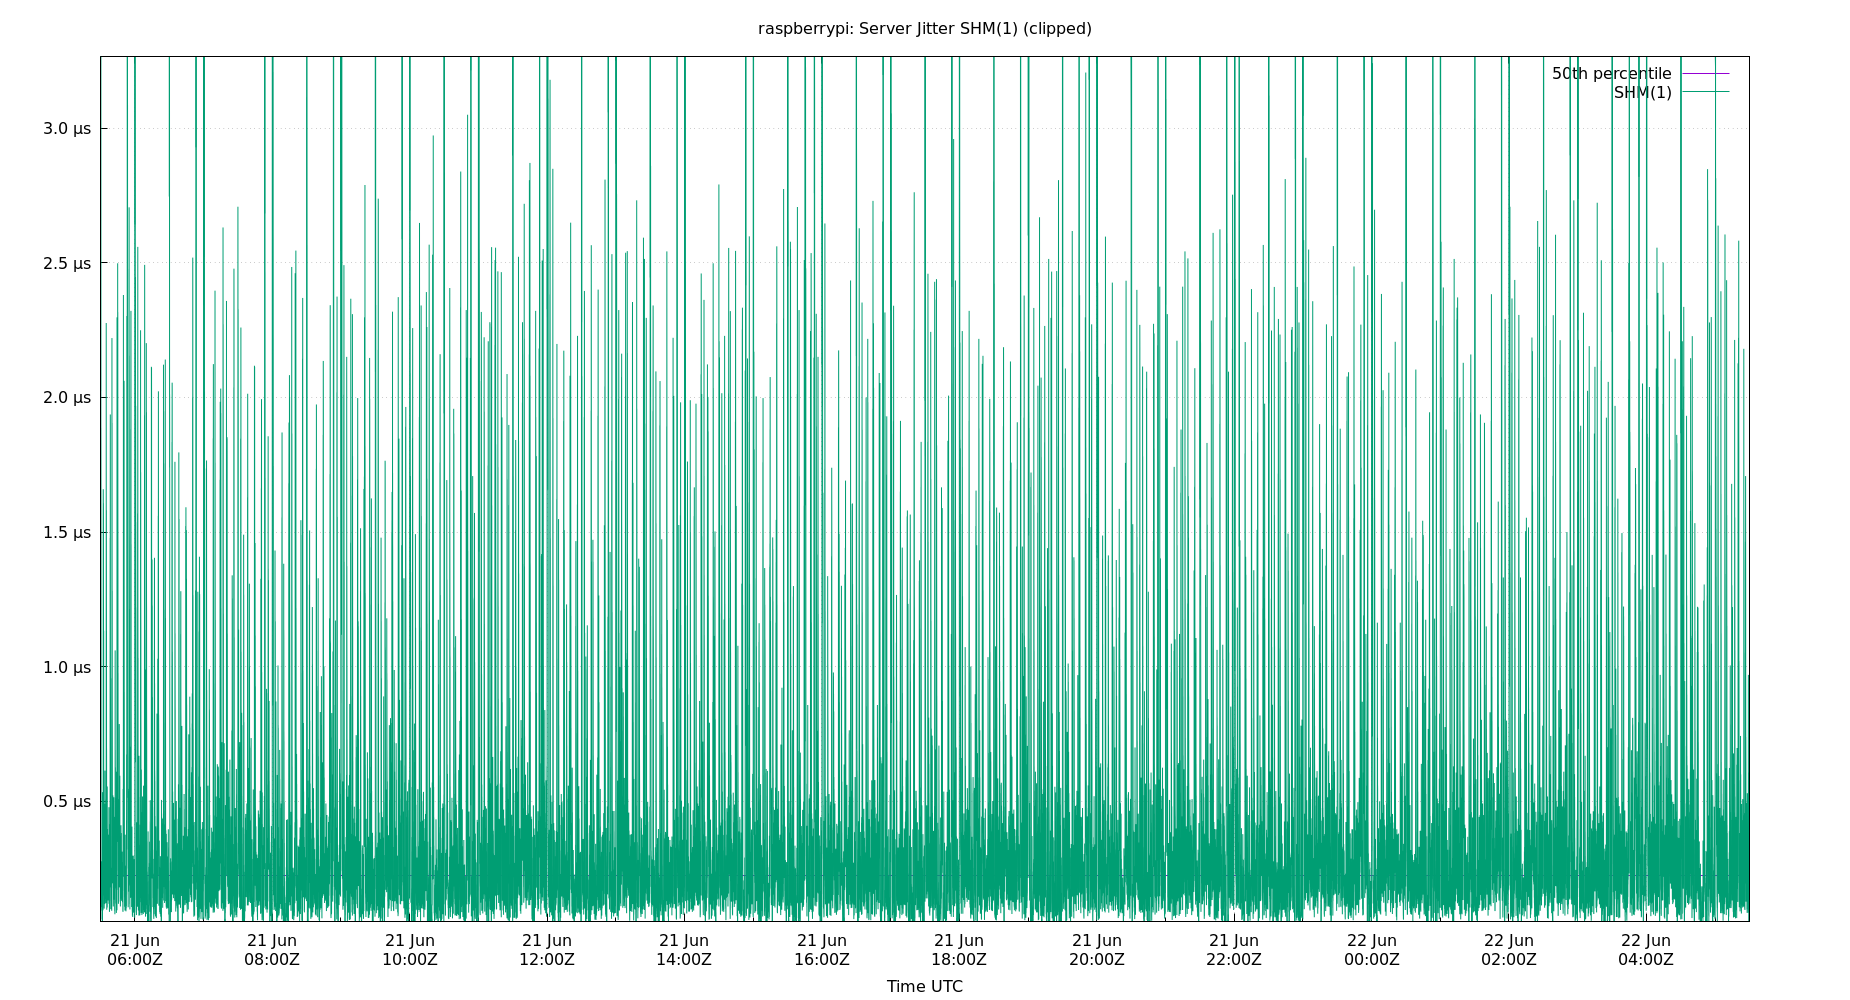 raspberrypi: Server Jitter SHM(1) (clipped)
50th percentile
SHM(1)
3.0 µs
2.5 µs
2.0 µs
1.5 µs
1.0 µs
0.5 µs
21 Jun 21 Jun 21 Jun 21 Jun 21 Jun 21 Jun 21 Jun 21 Jun 21 Jun 22 Jun 22 Jun 22 Jun
06:00Z 08:00Z 10:00Z 12:00Z 14:00Z 16:00Z 18:00Z 20:00Z 22:00Z 00:00Z 02:00Z 04:00Z
Time UTC